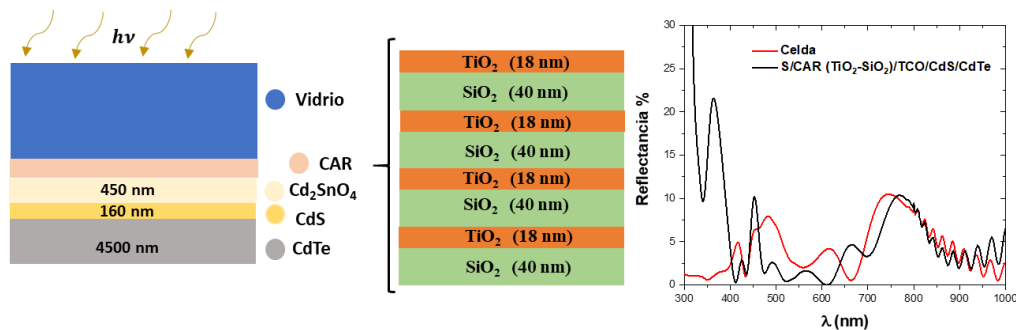 hν
Vidrio
CAR
450 nm
Cd₂SnO₄
160 nm
CdS
4500 nm
CdTe
TiO₂ (18 nm)
SiO₂ (40 nm)
TiO₂ (18 nm)
SiO₂ (40 nm)
TiO₂ (18 nm)
SiO₂ (40 nm)
TiO₂ (18 nm)
SiO₂ (40 nm)
Celda
S/CAR (TiO₂-SiO₂)/TCO/CdS/CdTe
Reflectancia %
30
25
20
15
10
5
0
300 400 500 600 700 800 900 1000
λ (nm)